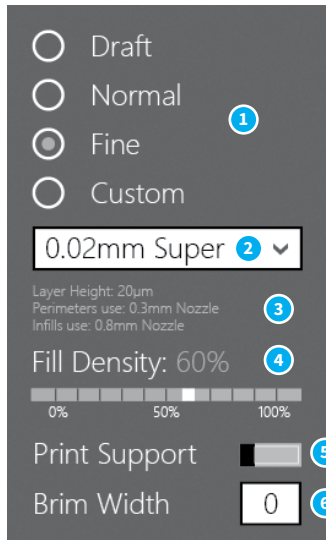 Draft
Normal
1
Fine
Custom
0.02mm Super 2
Layer Height: 20µm
Perimeters use: 0.3mm Nozzle
3
Infills use: 0.8mm Nozzle
Fill Density: 60% 4
0% 50% 100%
Print Support 5
Brim Width 0 6